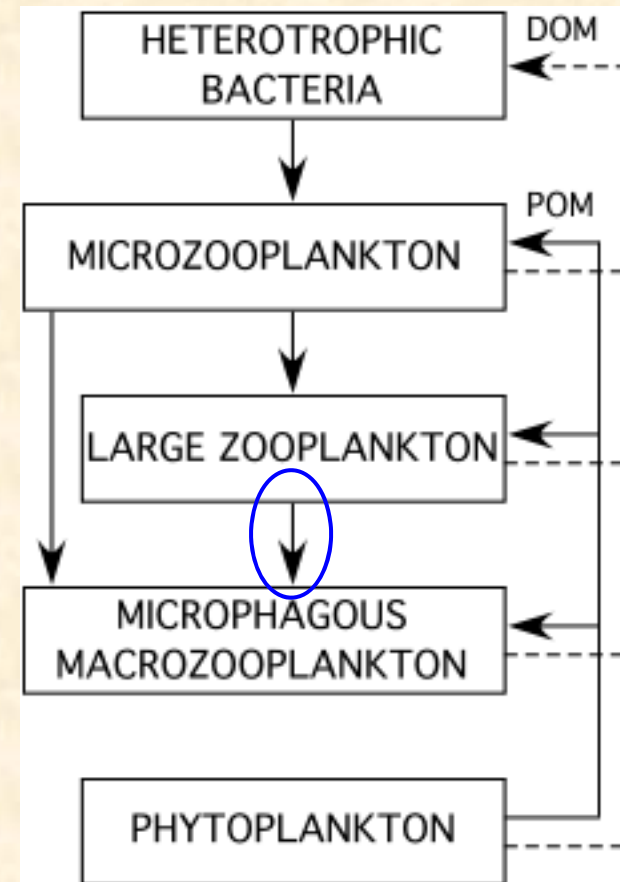 HETEROTROPHIC
BACTERIA
DOM
MICROZOOPLANKTON
POM
LARGE ZOOPLANKTON
MICROPHAGOUS
MACROZOOPLANKTON
PHYTOPLANKTON